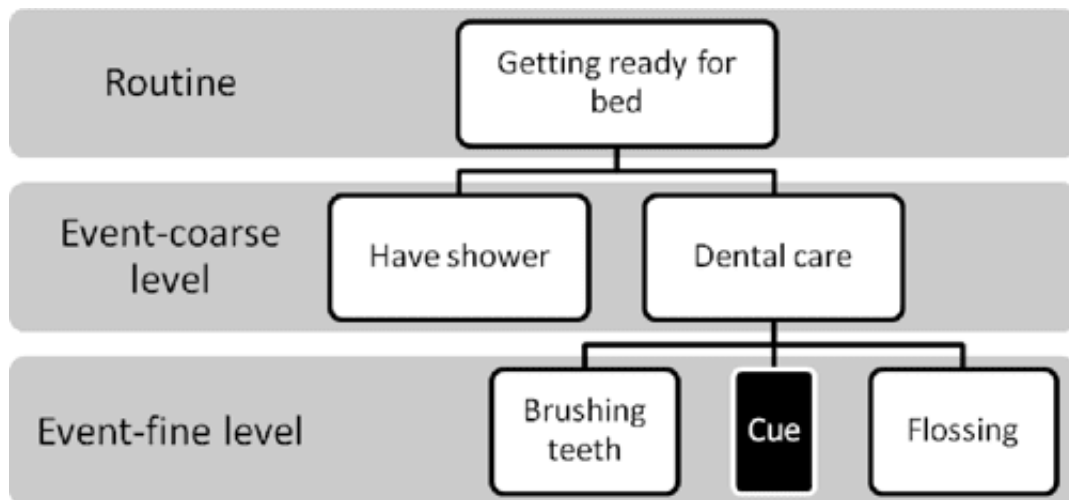 Routine
Getting ready for
bed
Event-coarse
level
Have shower
Dental care
Event-fine level
Brushing
teeth
Cue
Flossing